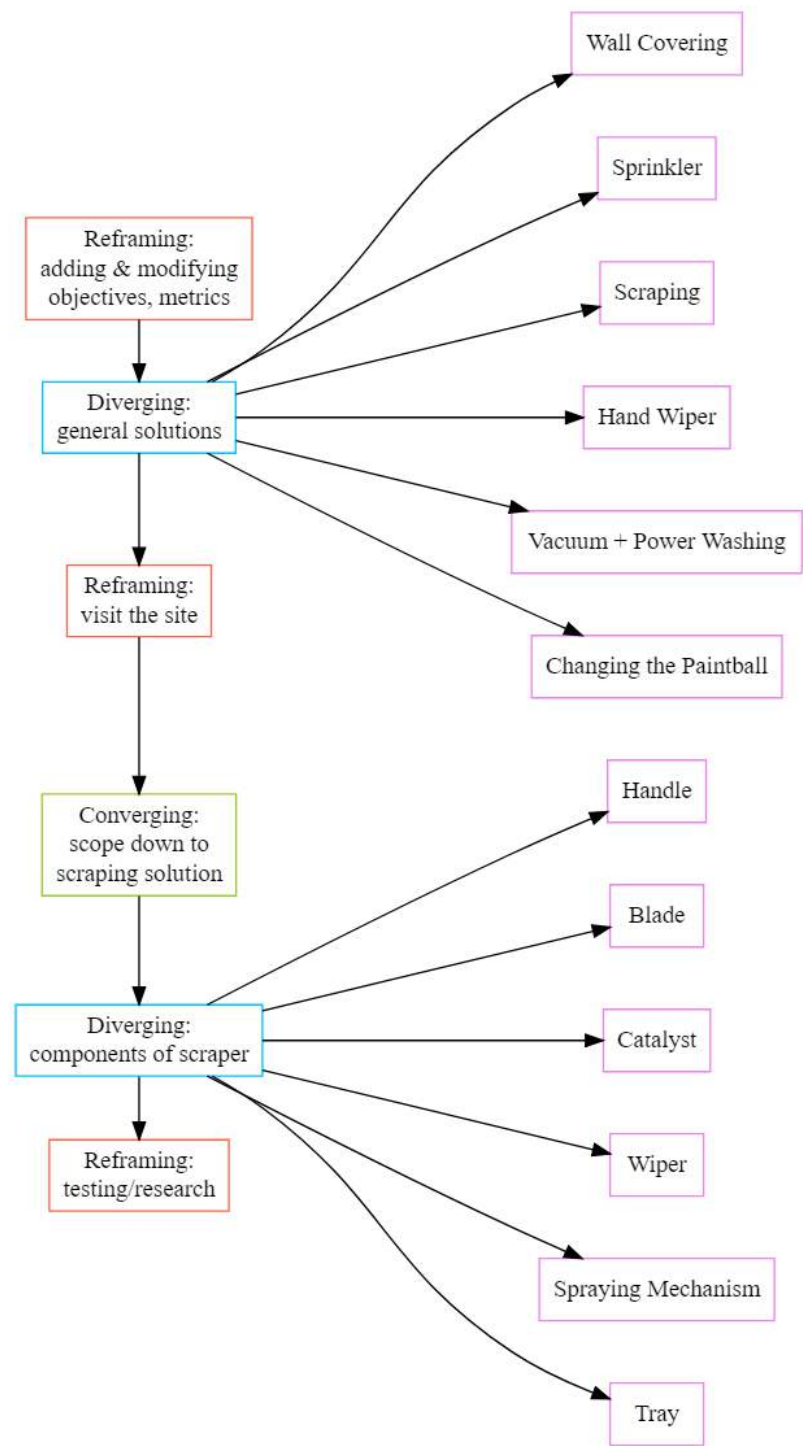 Wall Covering
Sprinkler
Reframing:
adding & modifying
objectives, metrics
Scraping
Diverging:
general solutions
Hand Wiper
Vacuum + Power Washing
Reframing:
visit the site
Changing the Paintball
Handle
Converging:
scope down to
scraping solution
Blade
Diverging:
components of scraper
Catalyst
Reframing:
testing/research
Wiper
Spraying Mechanism
Tray